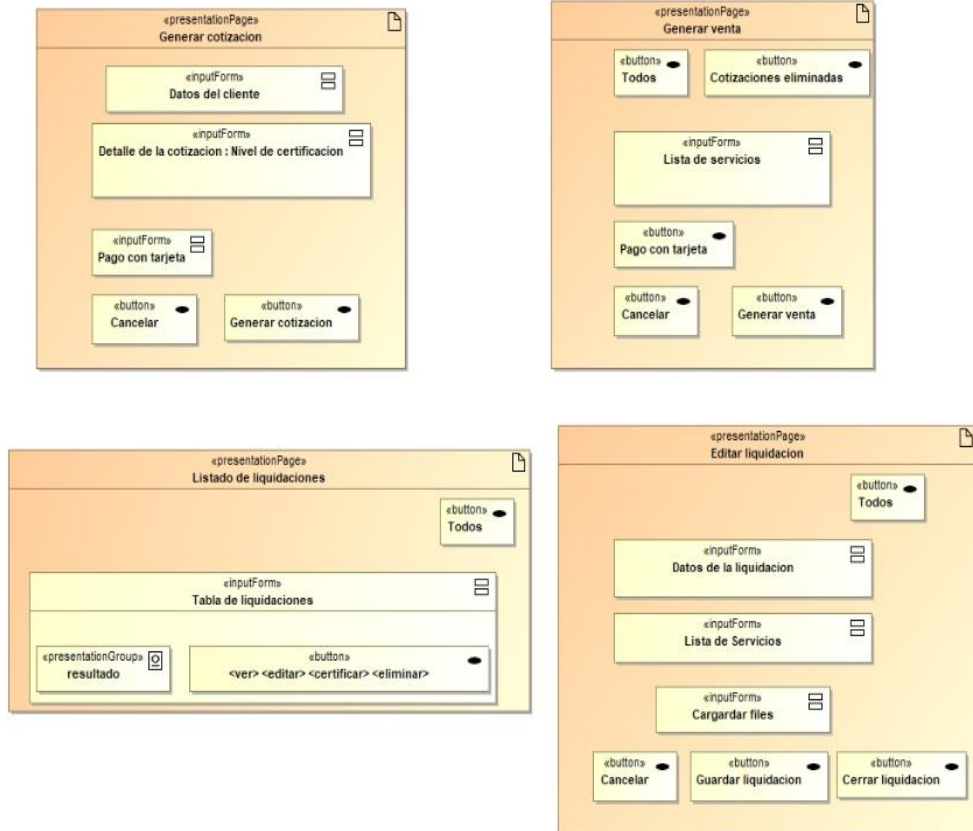 «presentationPage»
Generar cotizacion
«inputForm»
Datos del cliente
«inputForm»
Detalle de la cotizacion : Nivel de certificacion
«inputForm»
Pago con tarjeta
«button»
Cancelar
«button»
Generar cotizacion
«presentationPage»
Generar venta
«button»
Todos
«button»
Cotizaciones eliminadas
«inputForm»
Lista de servicios
«button»
Pago con tarjeta
«button»
Cancelar
«button»
Generar venta
«presentationPage»
Listado de liquidaciones
«button»
Todos
«inputForm»
Tabla de liquidaciones
«presentationGroup»
resultado
«button»
<ver> <editar> <certificar> <eliminar>
«presentationPage»
Editar liquidacion
«button»
Todos
«inputForm»
Datos de la liquidacion
«inputForm»
Lista de Servicios
«inputForm»
Cargardar files
«button»
Cancelar
«button»
Guardar liquidacion
«button»
Cerrar liquidacion